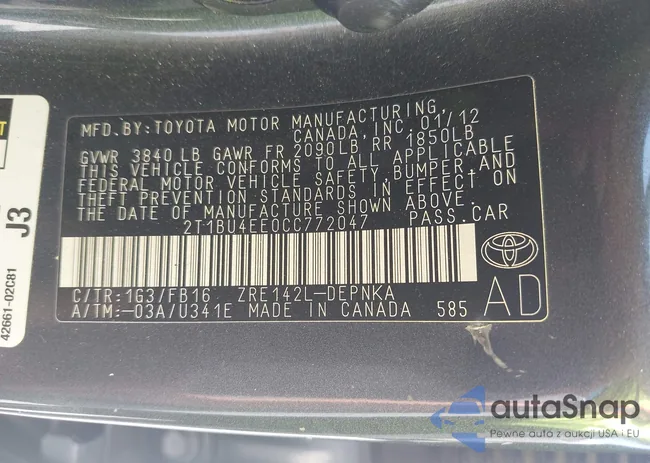 MFD.BY:TOYOTA MOTOR MANUFACTURING,
CANADA, INC. 01/12
GVWR 3840 LB GAWR FR 2090LB RR 1850LB
THIS VEHICLE CONFORMS TO ALL APPLICABLE
FEDERAL MOTOR VEHICLE SAFETY, BUMPER, AND
THEFT PREVENTION STANDARDS IN EFFECT ON
THE DATE OF MANUFACTURE SHOWN ABOVE.
2T1BU4EE0CC772047 PASS.CAR
C/TR:1G3/FB16 ZRE142L-DEPNKA
A/TM:-03A/U341E MADE IN CANADA 585
AD
J3
42661-02C81
autoSnap
Pewne auta z aukcji USA i EU